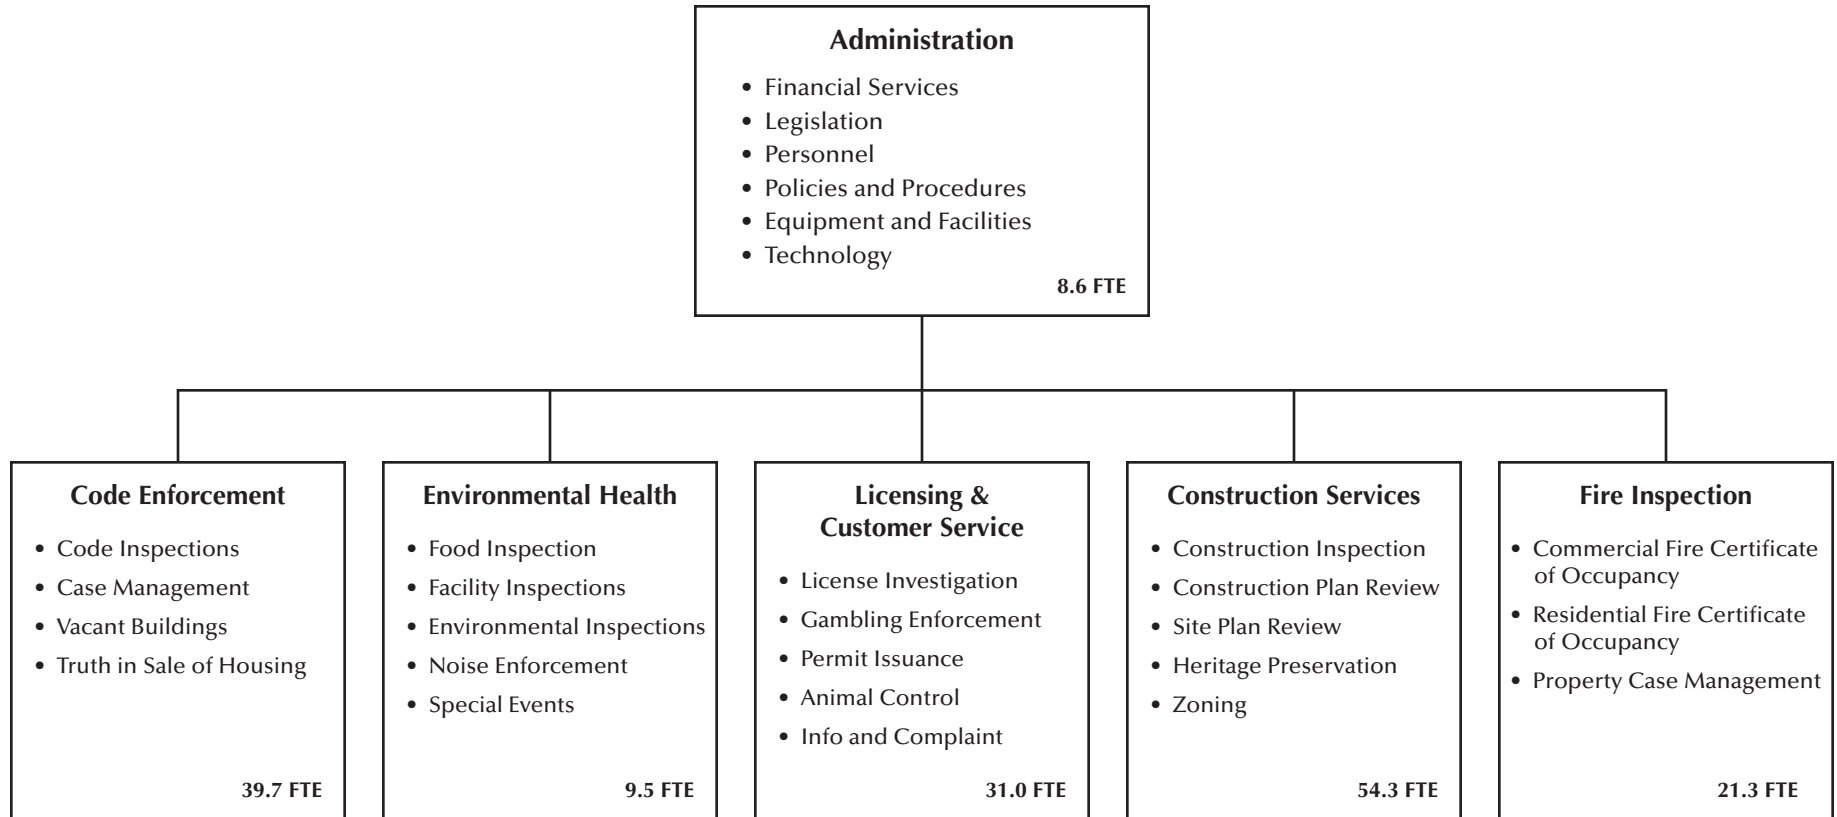 Administration
• Financial Services
• Legislation
• Personnel
• Policies and Procedures
• Equipment and Facilities
• Technology
8.6 FTE
Code Enforcement
• Code Inspections
• Case Management
• Vacant Buildings
• Truth in Sale of Housing
39.7 FTE
Environmental Health
• Food Inspection
• Facility Inspections
• Environmental Inspections
• Noise Enforcement
• Special Events
9.5 FTE
Licensing &
Customer Service
• License Investigation
• Gambling Enforcement
• Permit Issuance
• Animal Control
• Info and Complaint
31.0 FTE
Construction Services
• Construction Inspection
• Construction Plan Review
• Site Plan Review
• Heritage Preservation
• Zoning
54.3 FTE
Fire Inspection
• Commercial Fire Certificate
of Occupancy
• Residential Fire Certificate
of Occupancy
• Property Case Management
21.3 FTE